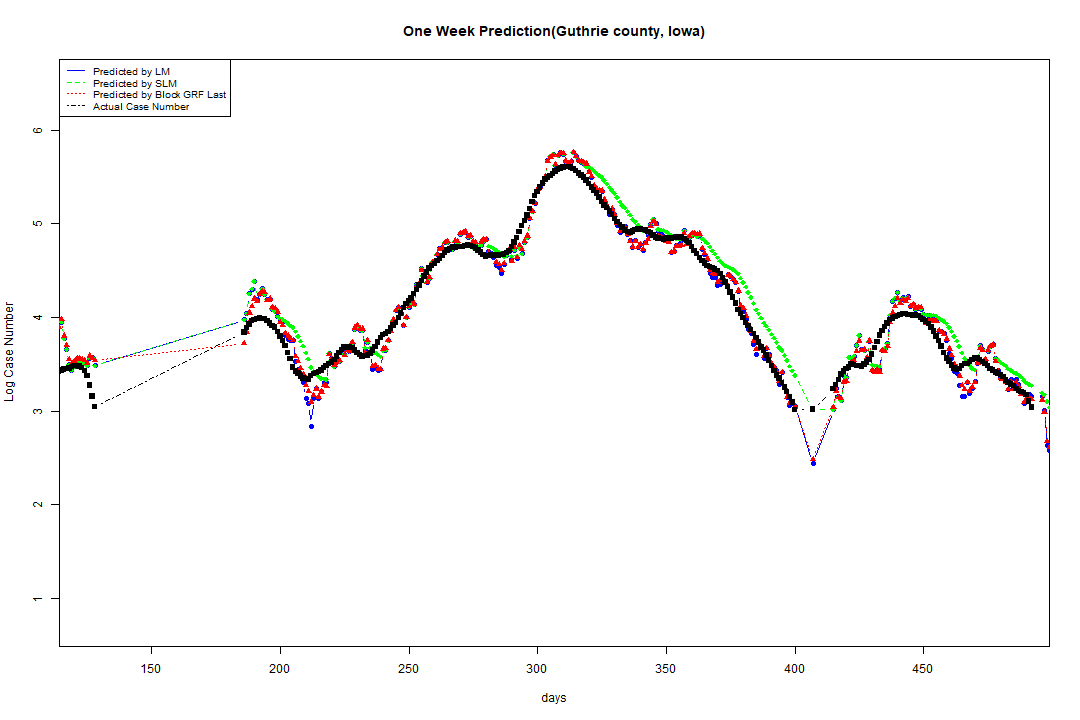 One Week Prediction(Guthrie county, Iowa)
Predicted by LM
Predicted by SLM
Predicted by Block GRF Last
Actual Case Number
6
5
4
3
2
1
Log Case Number
150 200 250 300 350 400 450
days